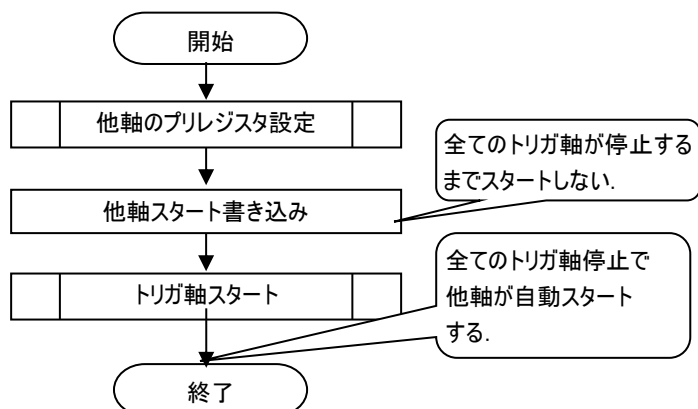 開始
他軸のプリレジスタ設定
全てのトリガ軸が停止する
までスタートしない.
他軸スタート書き込み
全てのトリガ軸停止で
他軸が自動スタート
する.
トリガ軸スタート
終了